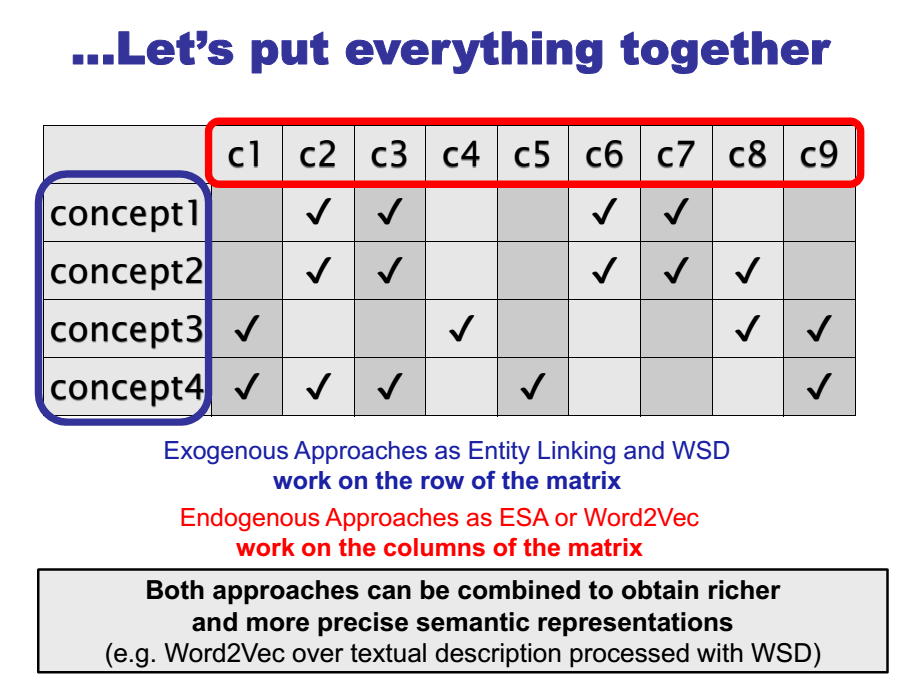 ...Let's put everything together
c1 c2 c3 c4 c5 c6 c7 c8 c9
concept1 ✓ ✓ ✓ ✓
concept2 ✓ ✓ ✓ ✓ ✓
concept3 ✓ ✓ ✓ ✓
concept4 ✓ ✓ ✓ ✓ ✓
Exogenous Approaches as Entity Linking and WSD
work on the row of the matrix
Endogenous Approaches as ESA or Word2Vec
work on the columns of the matrix
Both approaches can be combined to obtain richer
and more precise semantic representations
(e.g. Word2Vec over textual description processed with WSD)